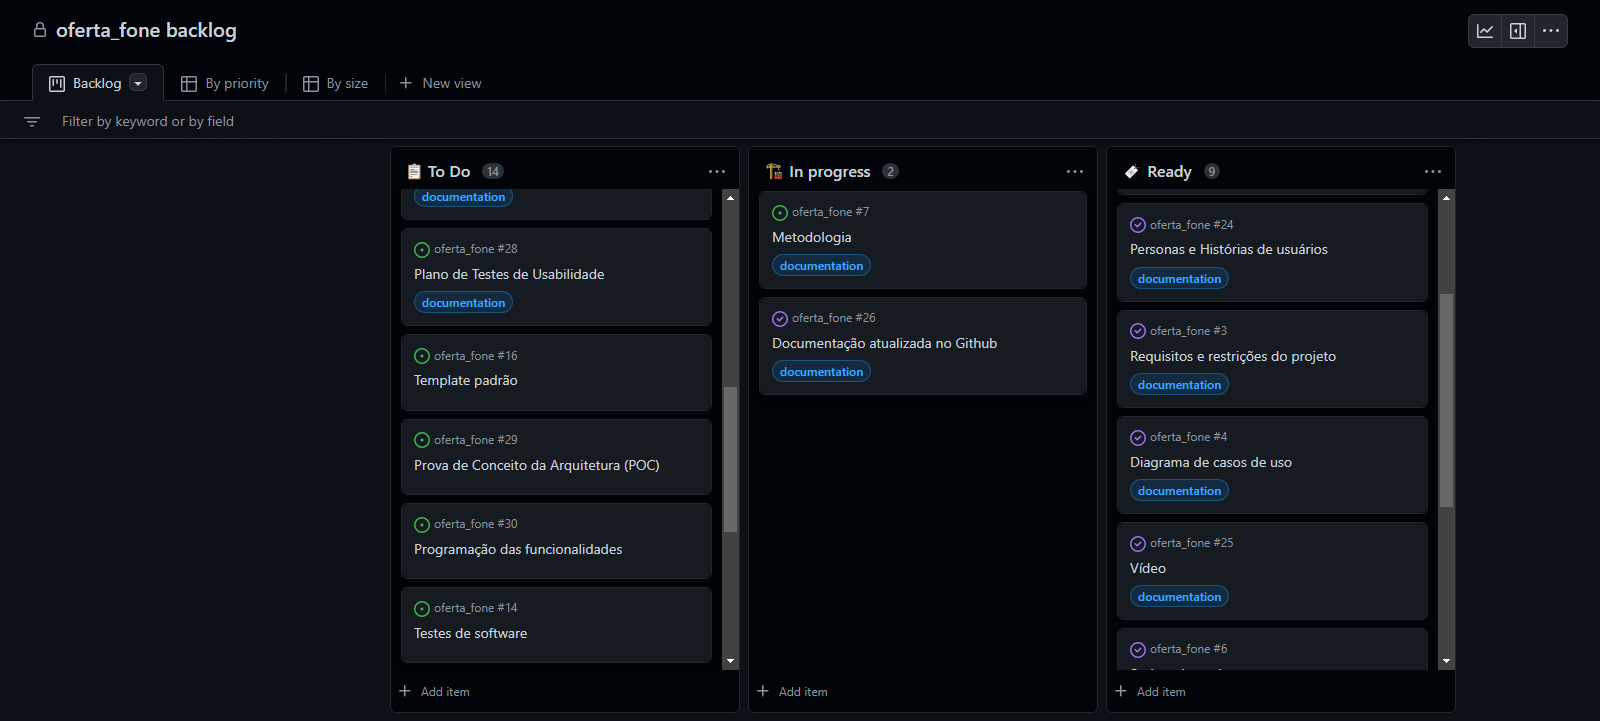 oferta_fone backlog
Backlog
By priority
By size
New view
Filter by keyword or by field
To Do 14
documentation
oferta_fone #28
Plano de Testes de Usabilidade
documentation
oferta_fone #16
Template padrão
oferta_fone #29
Prova de Conceito da Arquitetura (POC)
oferta_fone #30
Programação das funcionalidades
oferta_fone #14
Testes de software
Add item
In progress 2
oferta_fone #7
Metodologia
documentation
oferta_fone #26
Documentação atualizada no Github
documentation
Add item
Ready 9
oferta_fone #24
Personas e Histórias de usuários
documentation
oferta_fone #3
Requisitos e restrições do projeto
documentation
oferta_fone #4
Diagrama de casos de uso
documentation
oferta_fone #25
Vídeo
documentation
oferta_fone #6
Add item